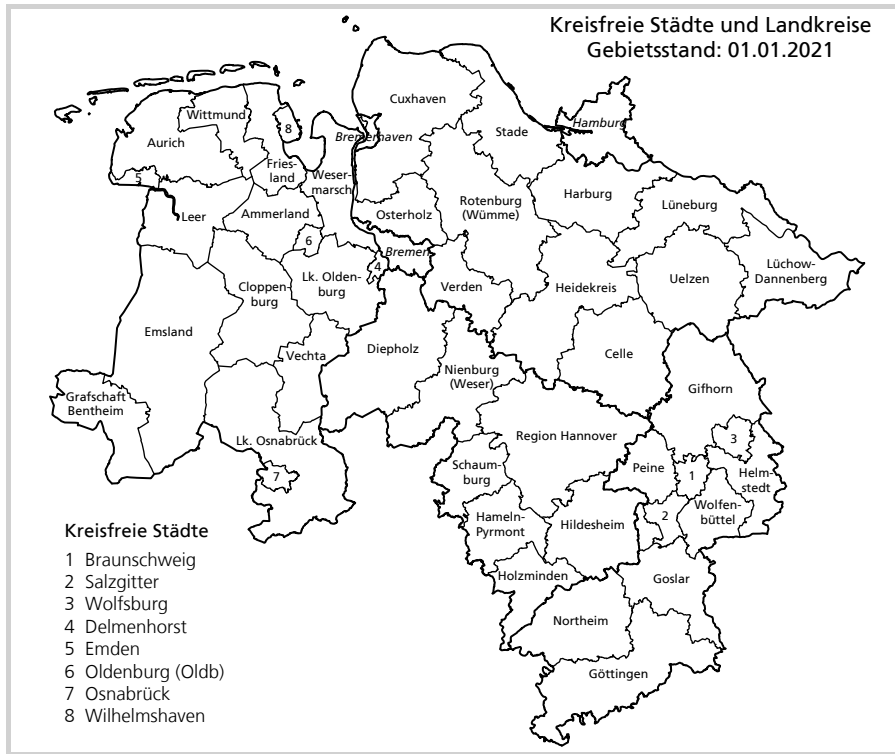 Kreisfreie Städte und Landkreise
Gebietsstand: 01.01.2021
Cuxhaven
Wittmund
Stade
Hamburg
8
Bremerhaven
Aurich
Fries-
land
Weser-
marsch
5
Harburg
Lüneburg
Rotenburg
(Wümme)
Leer
Ammerland
Osterholz
6
Bremen
4
Lüchow-
Dannenberg
Lk. Olden-
burg
Cloppen-
burg
Verden
Heidekreis
Uelzen
Emsland
Vechta
Diepholz
Celle
Nienburg
(Weser)
Gifhorn
Grafschaft
Bentheim
Lk. Osnabrück
Region Hannover
3
7
Schaum-
burg
Peine
1
Helm-
stedt
Wolfen-
büttel
2
Hameln-
Pyrmont
Hildesheim
Holzminden
Goslar
Northeim
Göttingen
Kreisfreie Städte
1 Braunschweig
2 Salzgitter
3 Wolfsburg
4 Delmenhorst
5 Emden
6 Oldenburg (Oldb)
7 Osnabrück
8 Wilhelmshaven